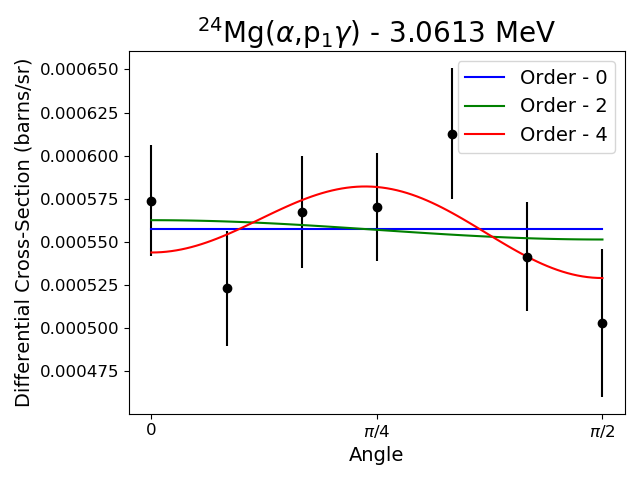 ²⁴Mg(α,p₁γ) - 3.0613 MeV
Differential Cross-Section (barns/sr)
0.000650
0.000625
0.000600
0.000575
0.000550
0.000525
0.000500
0.000475
Order - 0
Order - 2
Order - 4
0
π/4
π/2
Angle